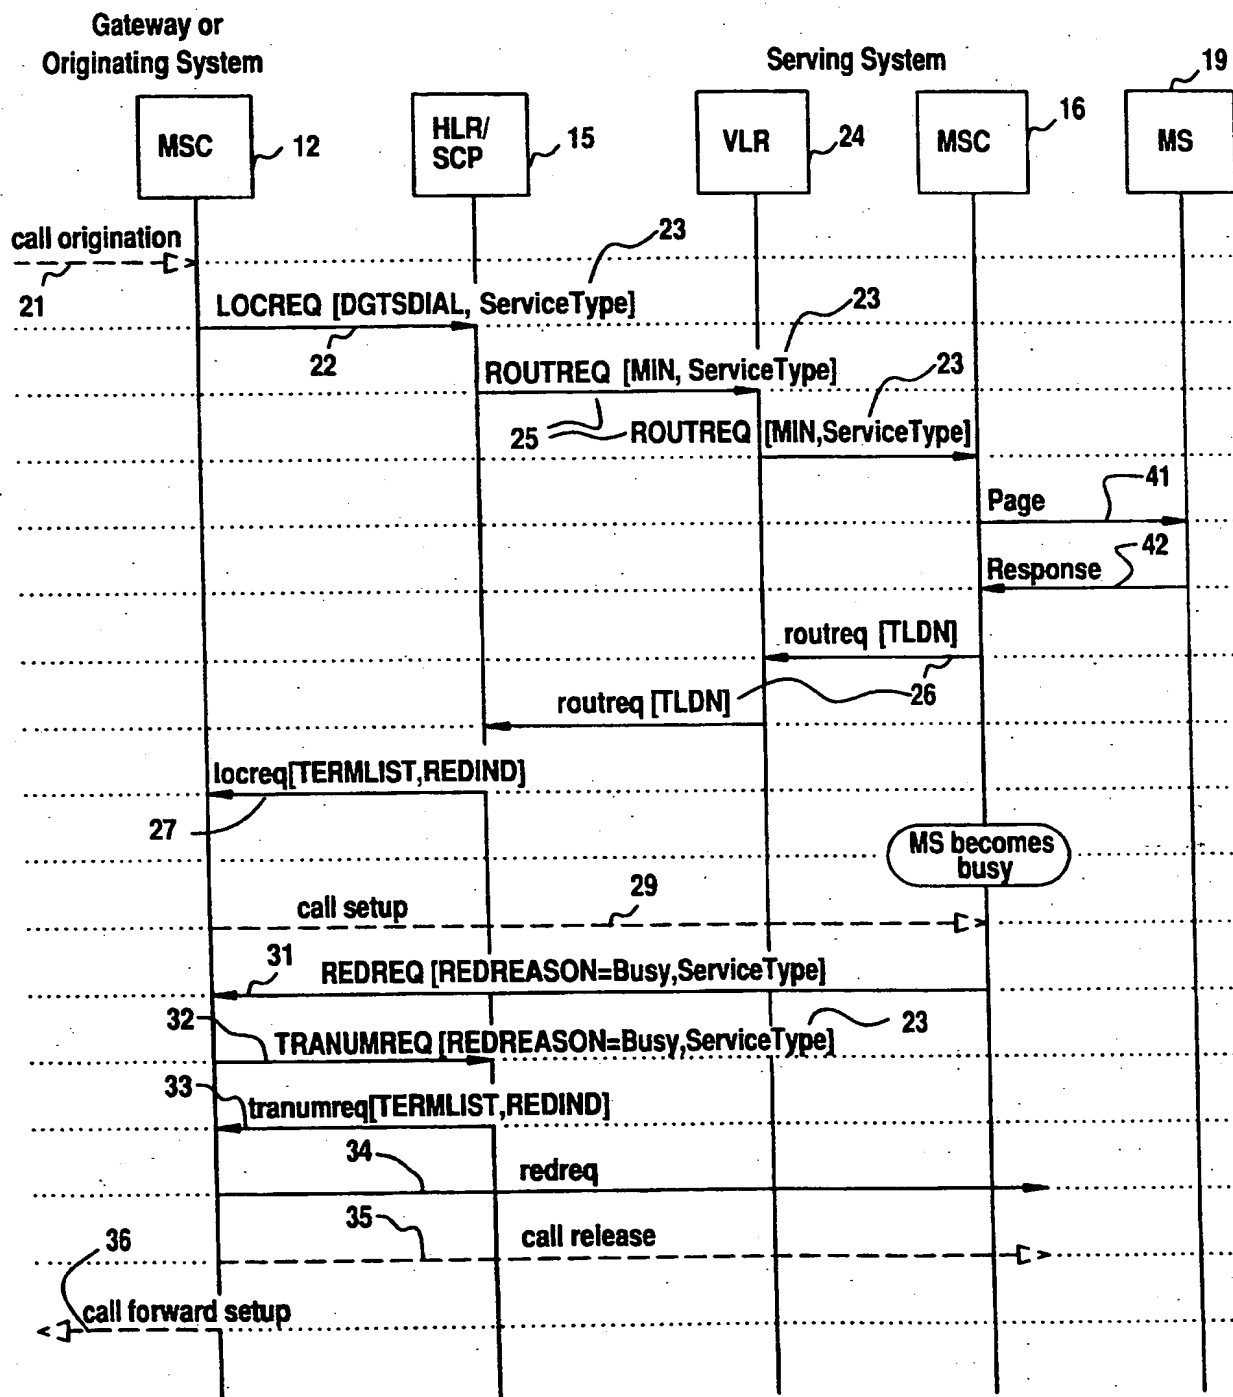 Gateway or
Originating System
Serving System
19
MSC
12
HLR/
SCP
15
VLR
24
MSC
16
MS
call origination
21
23
LOCREQ [DGTSDIAL, ServiceType]
22
23
ROUTREQ [MIN, ServiceType]
23
25
ROUTREQ [MIN,ServiceType]
Page
41
Response
42
routreq [TLDN]
26
routreq [TLDN]
locreq[TERMLIST,REDIND]
27
MS becomes
busy
29
call setup
31
REDREQ [REDREASON=Busy,ServiceType]
32
23
TRANUMREQ [REDREASON=Busy,ServiceType]
33
tranumreq[TERMLIST,REDIND]
34
redreq
35
call release
36
call forward setup